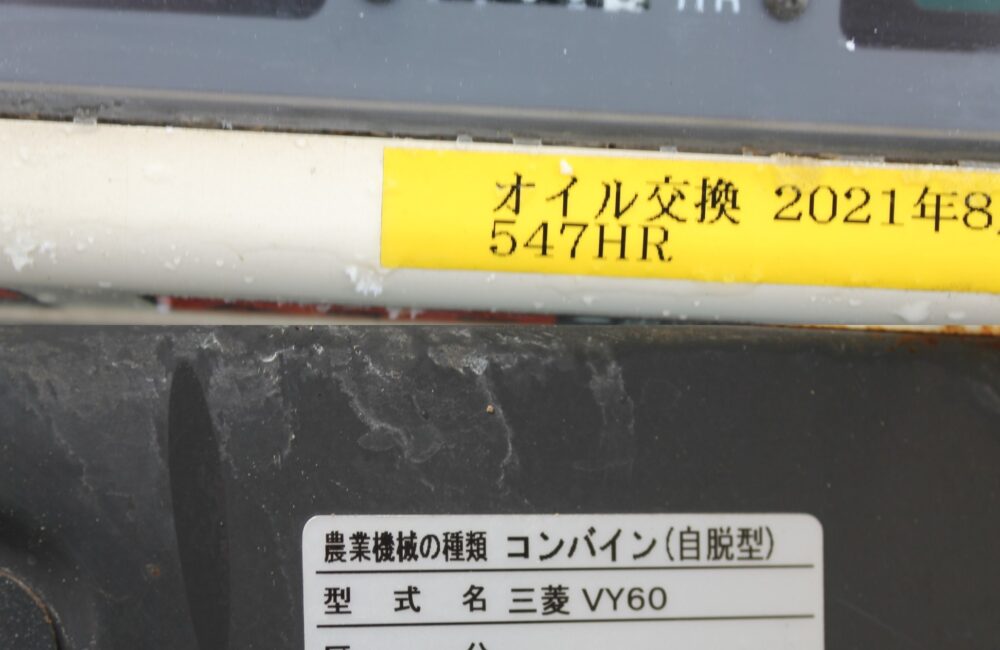 オイル交換 2021年8
547HR
農業機械の種類 コンバイン(自脱型)
型式名 三菱 VY60